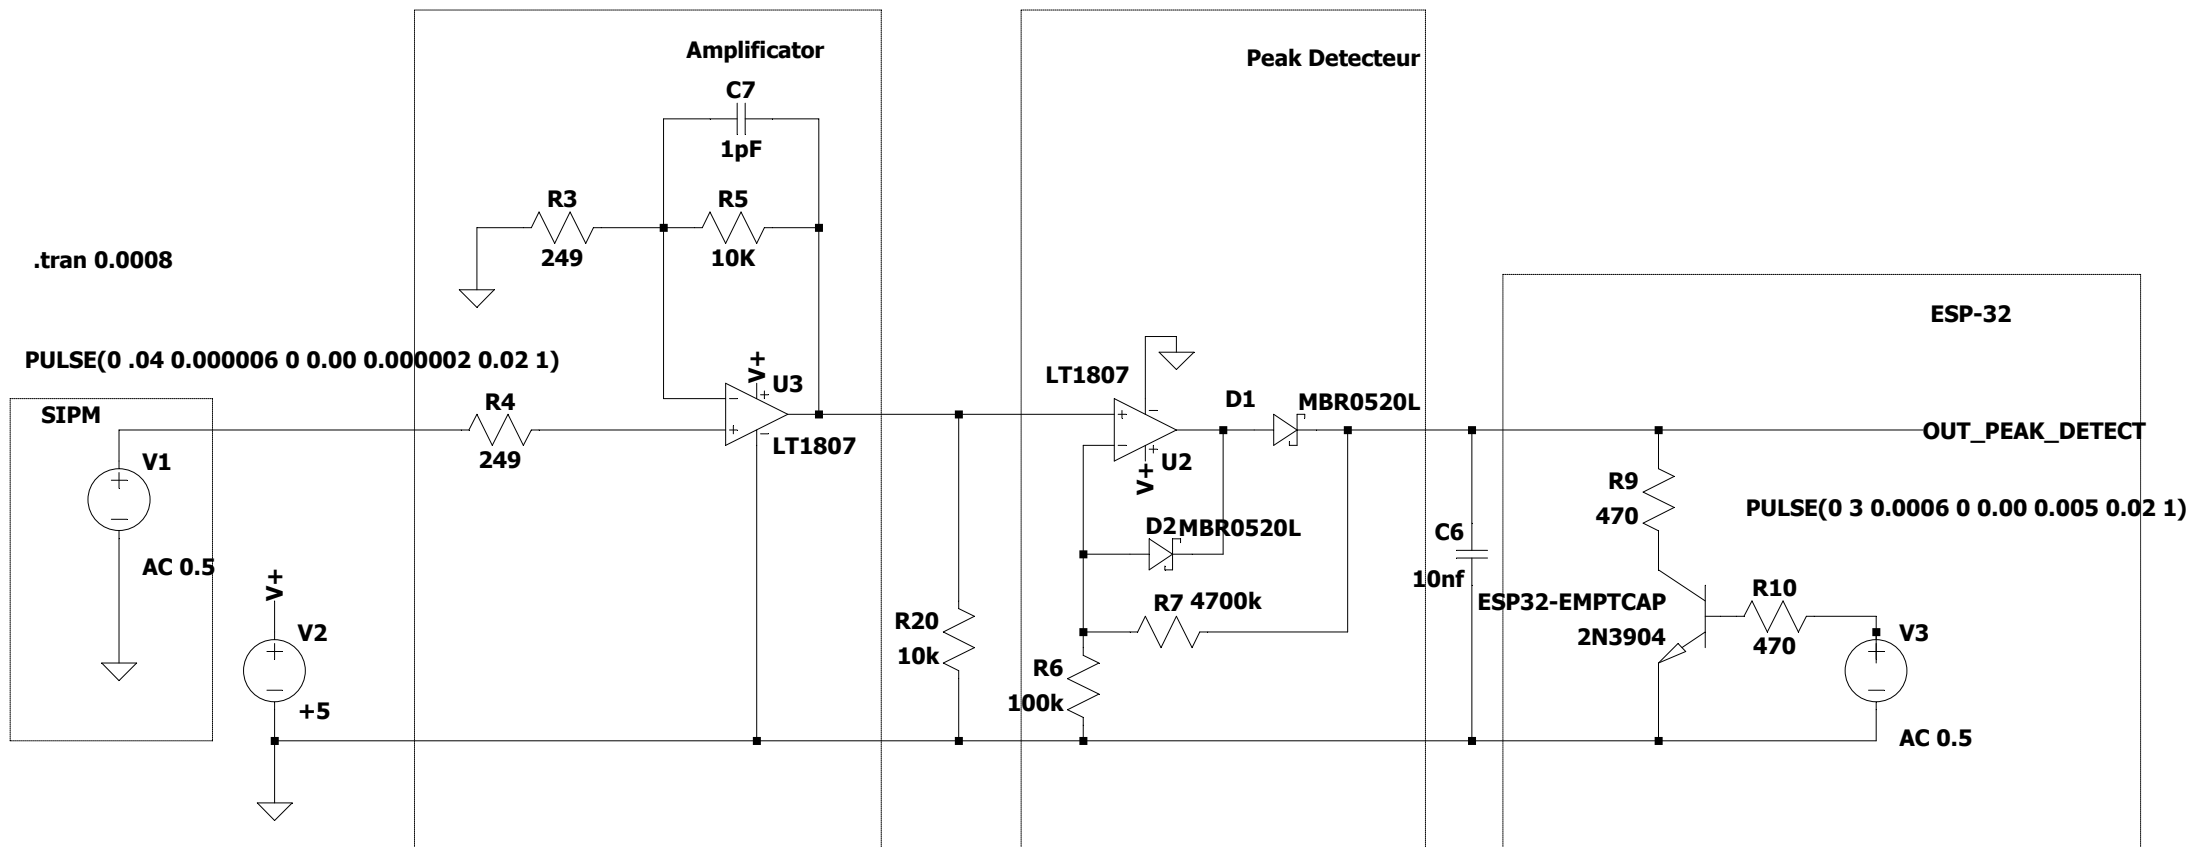 Amplificator
Peak Detecteur
C7
1pF
R3
249
R5
10K
.tran 0.0008
ESP-32
PULSE(0 .04 0.000006 0 0.00 0.000002 0.02 1)
V+
U3
LT1807
SIPM
R4
249
LT1807
D1
MBR0520L
OUT_PEAK_DETECT
V1
U2
V+
R9
470
PULSE(0 3 0.0006 0 0.00 0.005 0.02 1)
D2
MBR0520L
C6
10nf
AC 0.5
V+
R7
4700k
ESP32-EMPTCAP
2N3904
R10
470
V3
V2
+5
R20
10k
R6
100k
AC 0.5